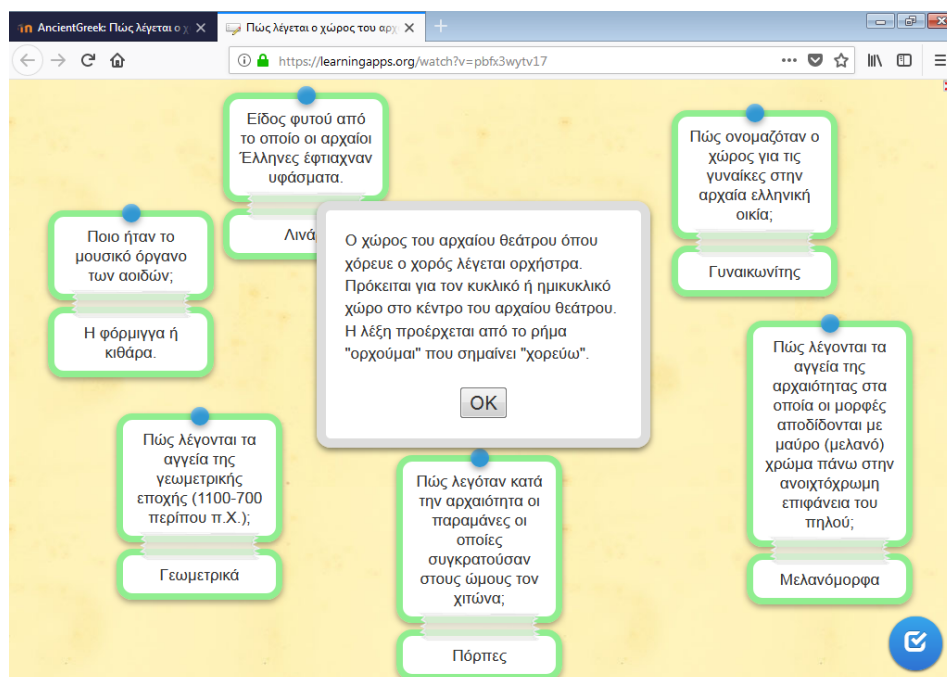 AncientGreek: Πώς λέγεται ο χ
Πώς λέγεται ο χώρος του αρχ
https://learningapps.org/watch?v=pbfx3wytv17
Είδος φυτού από
το οποίο οι αρχαίοι
Έλληνες έφτιαχναν
υφάσματα.
Λινά
Πώς ονομαζόταν ο
χώρος για τις
γυναίκες στην
αρχαία ελληνική
οικία;
Γυναικωνίτης
Ποιο ήταν το
μουσικό όργανο
των αοιδών;
Η φόρμιγγα ή
κιθάρα.
Ο χώρος του αρχαίου θεάτρου όπου
χόρευε ο χορός λέγεται ορχήστρα.
Πρόκειται για τον κυκλικό ή ημικυκλικό
χώρο στο κέντρο του αρχαίου θεάτρου.
Η λέξη προέρχεται από το ρήμα
"ορχούμαι" που σημαίνει "χορεύω".
OK
Πώς λέγονται τα
αγγεία της
αρχαιότητας στα
οποία οι μορφές
αποδίδονται με
μαύρο (μελανό)
χρώμα πάνω στην
ανοιχτόχρωμη
επιφάνεια του
πηλού;
Μελανόμορφα
Πώς λέγονται τα
αγγεία της
γεωμετρικής
εποχής (1100-700
περίπου π.Χ.);
Γεωμετρικά
Πώς λεγόταν κατά
την αρχαιότητα οι
παραμάνες οι
οποίες
συγκρατούσαν
στους ώμους τον
χιτώνα;
Πόρπες